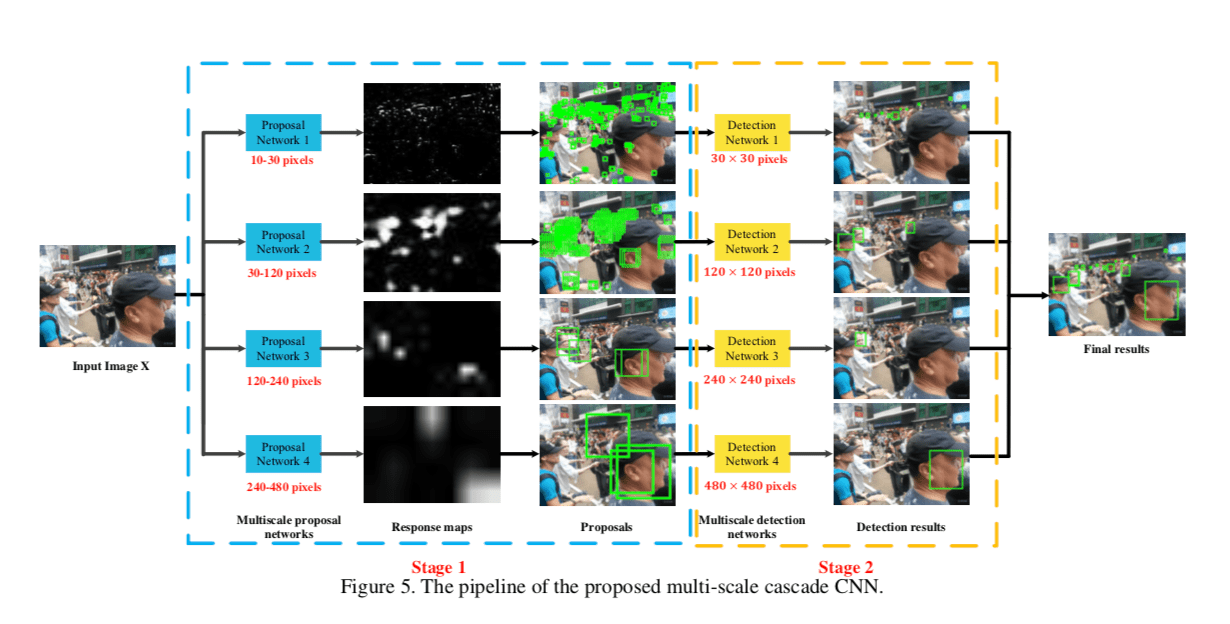 Proposal
Network 1
10-30 pixels
Detection
Network 1
30 × 30 pixels
Proposal
Network 2
30-120 pixels
Detection
Network 2
120 × 120 pixels
Input Image X
Proposal
Network 3
120-240 pixels
Detection
Network 3
240 × 240 pixels
Final results
Proposal
Network 4
240-480 pixels
Detection
Network 4
480 × 480 pixels
Multiscale proposal
networks
Response maps
Proposals
Multiscale detection
networks
Detection results
Stage 1
Stage 2
Figure 5. The pipeline of the proposed multi-scale cascade CNN.